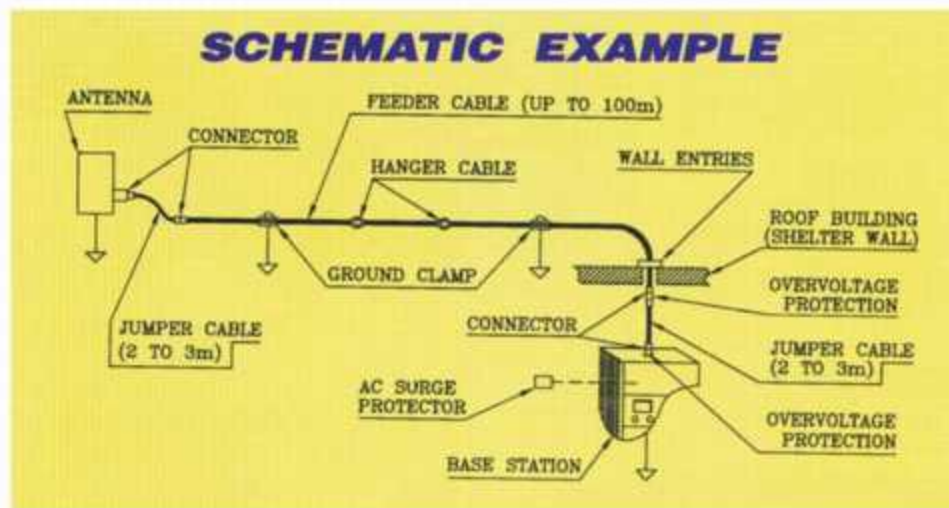 SCHEMATIC EXAMPLE
ANTENNA
FEEDER CABLE (UP TO 100m)
CONNECTOR
HANGER CABLE
WALL ENTRIES
ROOF BUILDING
(SHELTER WALL)
GROUND CLAMP
OVERVOLTAGE
PROTECTION
CONNECTOR
JUMPER CABLE
(2 TO 3m)
JUMPER CABLE
(2 TO 3m)
AC SURGE
PROTECTOR
OVERVOLTAGE
PROTECTION
BASE STATION